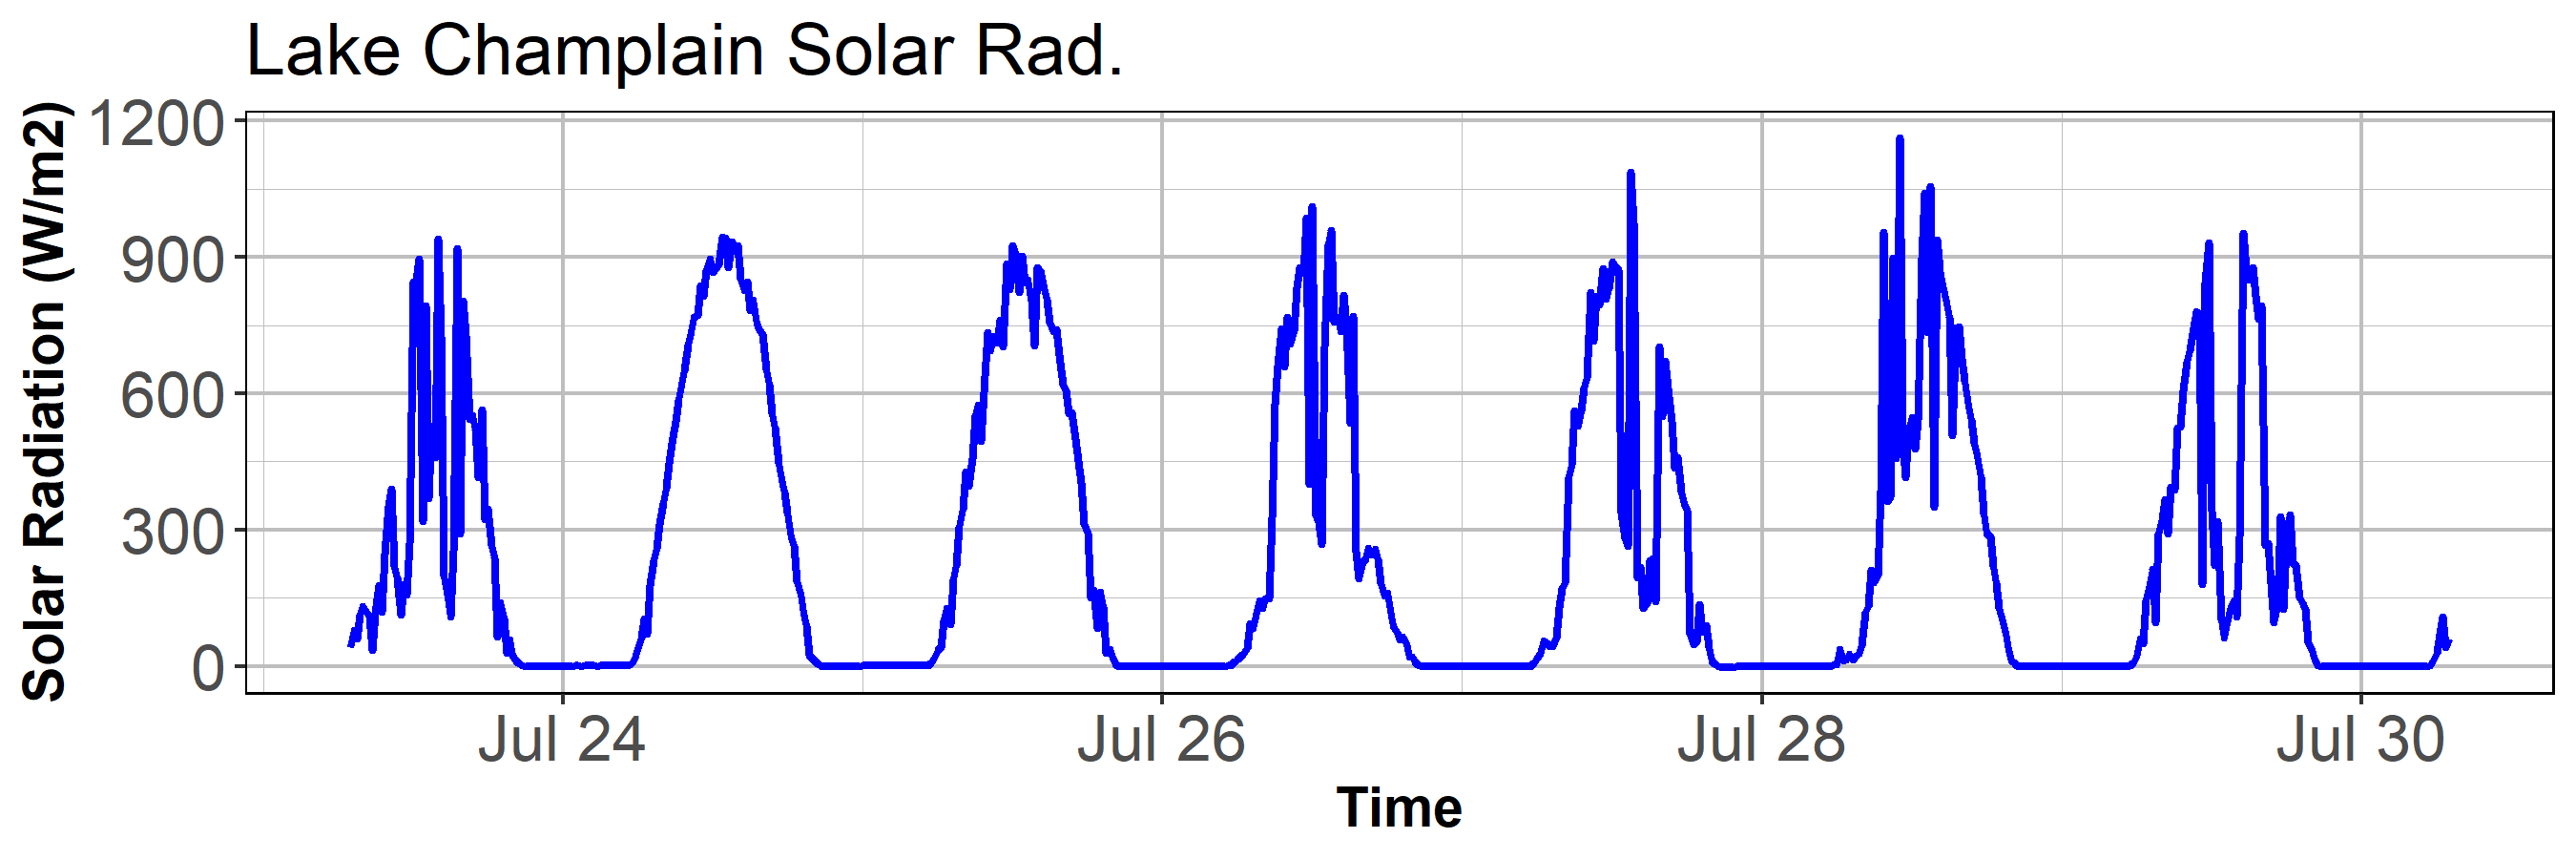 Lake Champlain Solar Rad.
Solar Radiation (W/m2)
1200
900
600
300
0
Jul 24
Jul 26
Jul 28
Jul 30
Time